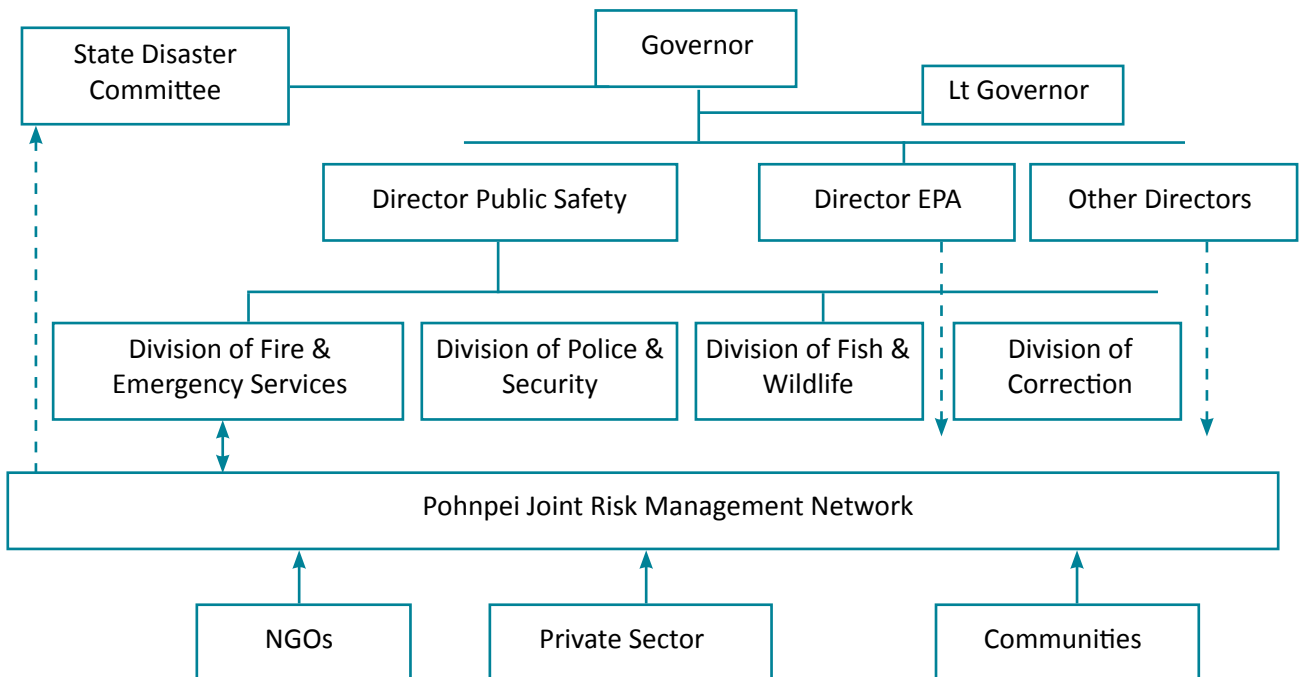 State Disaster
Committee
Governor
Lt Governor
Director Public Safety
Director EPA
Other Directors
Division of Fire &
Emergency Services
Division of Police &
Security
Division of Fish &
Wildlife
Division of
Correction
Pohnpei Joint Risk Management Network
NGOs
Private Sector
Communities